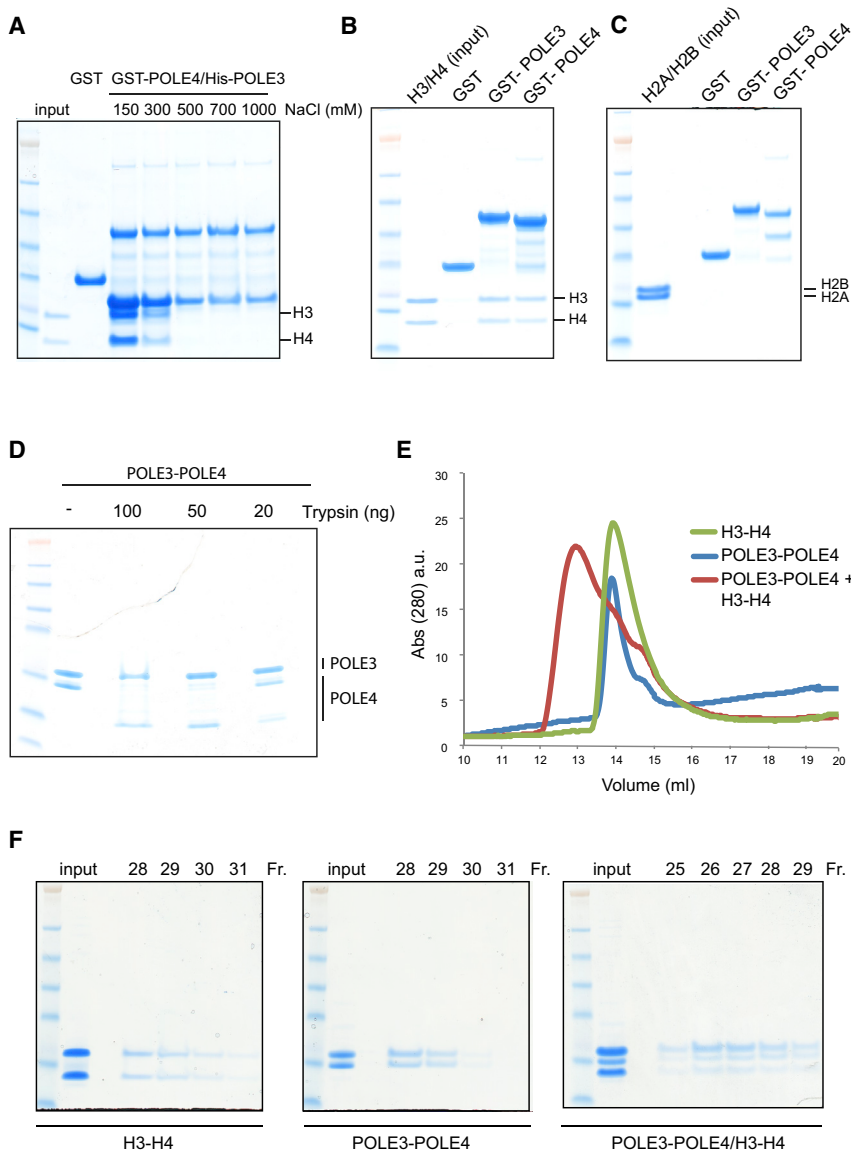 A
GST GST-POLE4/His-POLE3
input 150 300 500 700 1000 NaCl (mM)
H3
H4
B
H3/H4 (input)
GST
GST- POLE3
GST- POLE4
H3
H4
C
H2A/H2B (input)
GST
GST- POLE3
GST- POLE4
H2B
H2A
D
POLE3-POLE4
- 100 50 20 Trypsin (ng)
POLE3
POLE4
E
30
25
20
15
10
5
0
Abs (280) a.u.
H3-H4
POLE3-POLE4
POLE3-POLE4 +
H3-H4
10 11 12 13 14 15 16 17 18 19 20
Volume (ml)
F
input 28 29 30 31 Fr.
H3-H4
input 28 29 30 31 Fr.
POLE3-POLE4
input 25 26 27 28 29 Fr.
POLE3-POLE4/H3-H4